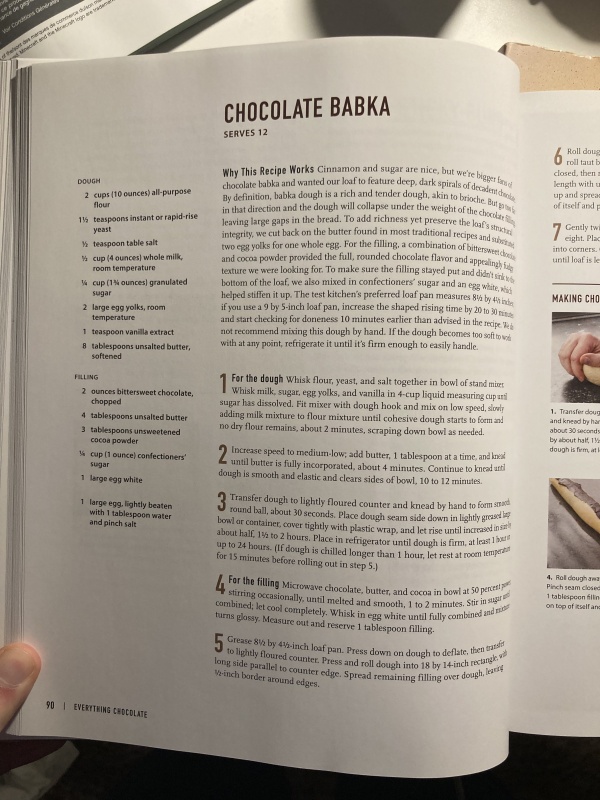 Voir Conditions Générales
and the Minecraft logo are trademarks
CHOCOLATE BABKA
SERVES 12
DOUGH
2 cups (10 ounces) all-purpose
flour
1½ teaspoons instant or rapid-rise
yeast
½ teaspoon table salt
½ cup (4 ounces) whole milk,
room temperature
¼ cup (1¾ ounces) granulated
sugar
2 large egg yolks, room
temperature
1 teaspoon vanilla extract
8 tablespoons unsalted butter,
softened
FILLING
2 ounces bittersweet chocolate,
chopped
4 tablespoons unsalted butter
3 tablespoons unsweetened
cocoa powder
¼ cup (1 ounce) confectioners'
sugar
1 large egg white
1 large egg, lightly beaten
with 1 tablespoon water
and pinch salt
Why This Recipe Works Cinnamon and sugar are nice, but we're bigger fans of
chocolate babka and wanted our loaf to feature deep, dark spirals of decadent chocolate.
By definition, babka dough is a rich and tender dough, akin to brioche. But go too
in that direction and the dough will collapse under the weight of the chocolate filling
leaving large gaps in the bread. To add richness yet preserve the loaf's structural
integrity, we cut back on the butter found in most traditional recipes and substituted
two egg yolks for one whole egg. For the filling, a combination of bittersweet chocolate
and cocoa powder provided the full, rounded chocolate flavor and appealingly fudgy
texture we were looking for. To make sure the filling stayed put and didn't sink to the
bottom of the loaf, we also mixed in confectioners' sugar and an egg white, which
helped stiffen it up. The test kitchen's preferred loaf pan measures 8½ by 4½ inches;
if you use a 9 by 5-inch loaf pan, increase the shaped rising time by 20 to 30 minutes
and start checking for doneness 10 minutes earlier than advised in the recipe. We do
not recommend mixing this dough by hand. If the dough becomes too soft to work
with at any point, refrigerate it until it's firm enough to easily handle.
1 For the dough Whisk flour, yeast, and salt together in bowl of stand mixer.
Whisk milk, sugar, egg yolks, and vanilla in 4-cup liquid measuring cup until
sugar has dissolved. Fit mixer with dough hook and mix on low speed, slowly
adding milk mixture to flour mixture until cohesive dough starts to form and
no dry flour remains, about 2 minutes, scraping down bowl as needed.
2 Increase speed to medium-low; add butter, 1 tablespoon at a time, and knead
until butter is fully incorporated, about 4 minutes. Continue to knead until
dough is smooth and elastic and clears sides of bowl, 10 to 12 minutes.
3 Transfer dough to lightly floured counter and knead by hand to form smooth,
round ball, about 30 seconds. Place dough seam side down in lightly greased large
bowl or container, cover tightly with plastic wrap, and let rise until increased in size by
about half, 1½ to 2 hours. Place in refrigerator until dough is firm, at least 1 hour or
up to 24 hours. (If dough is chilled longer than 1 hour, let rest at room temperature
for 15 minutes before rolling out in step 5.)
4 For the filling Microwave chocolate, butter, and cocoa in bowl at 50 percent power,
stirring occasionally, until melted and smooth, 1 to 2 minutes. Stir in sugar until
combined; let cool completely. Whisk in egg white until fully combined and mixture
turns glossy. Measure out and reserve 1 tablespoon filling.
5 Grease 8½ by 4½-inch loaf pan. Press down on dough to deflate, then transfer
to lightly floured counter. Press and roll dough into 18 by 14-inch rectangle, with
long side parallel to counter edge. Spread remaining filling over dough, leaving
½-inch border around edges.
90 | EVERYTHING CHOCOLATE
6 Roll doug
roll taut b
closed, then
length with u
up and sprea
of itself and p
7 Gently twi
eight. Plac
into corners.
until loaf is le
MAKING CHO
1. Transfer doug
and knead by har
about 30 seconds
by about half, 1½
dough is firm, at l
4. Roll dough awa
Pinch seam closed
1 tablespoon fillin
on top of itself an